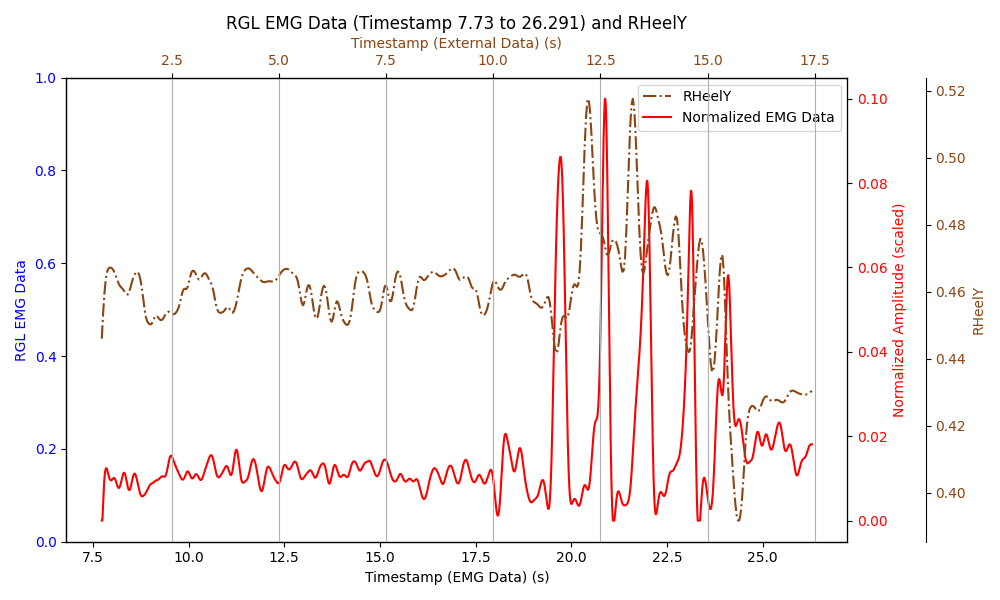 RGL EMG Data (Timestamp 7.73 to 26.291) and RHeelY
Timestamp (External Data) (s)
2.5 5.0 7.5 10.0 12.5 15.0 17.5
RHeelY
Normalized EMG Data
1.0
0.8
0.6
0.4
0.2
0.0
RGL EMG Data
0.10
0.08
0.06
0.04
0.02
0.00
Normalized Amplitude (scaled)
0.52
0.50
0.48
0.46
0.44
0.42
0.40
RHeelY
7.5 10.0 12.5 15.0 17.5 20.0 22.5 25.0
Timestamp (EMG Data) (s)